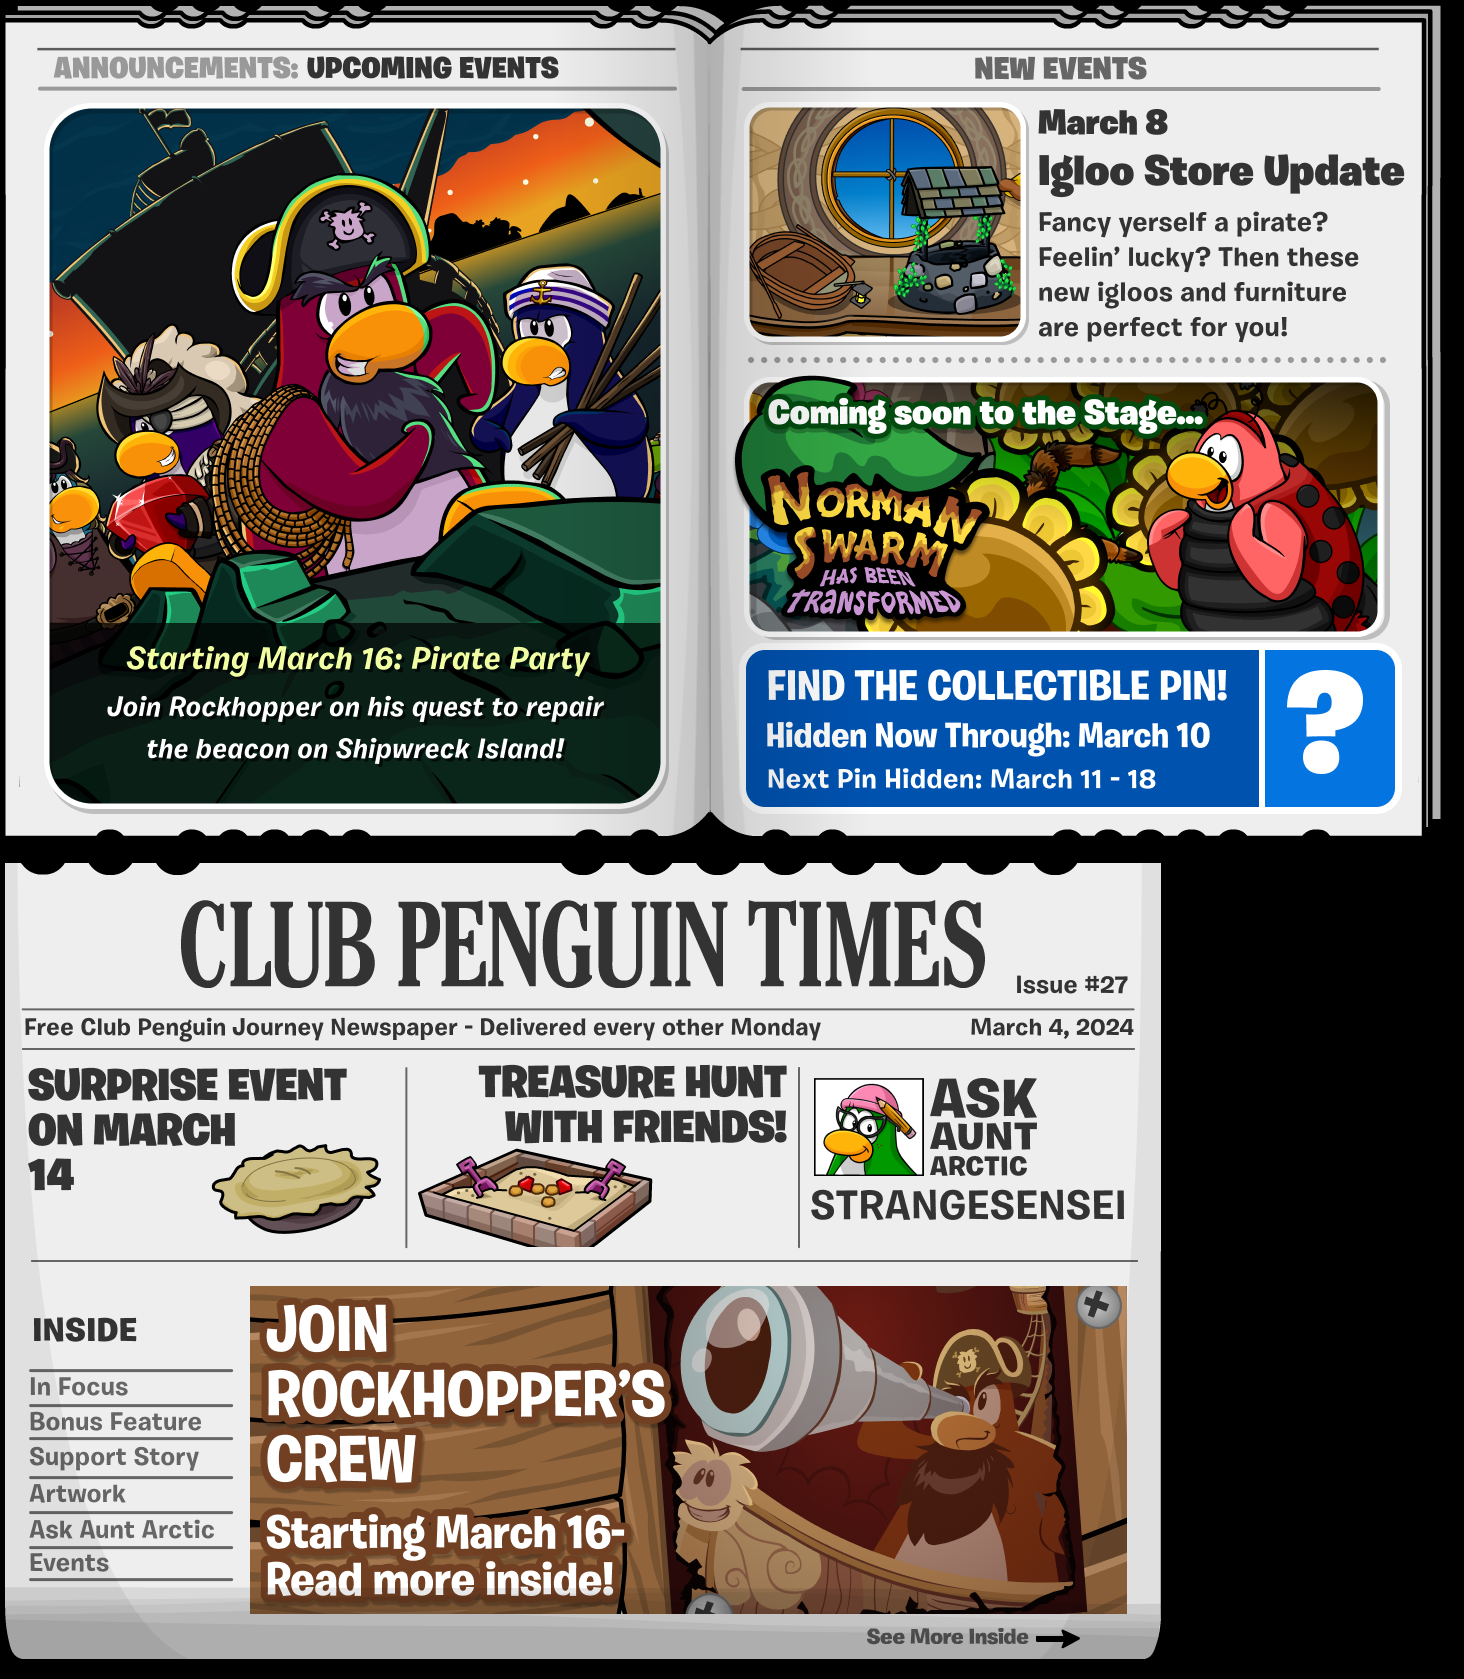 ANNOUNCEMENTS: UPCOMING EVENTS
Starting March 16: Pirate Party
Join Rockhopper on his quest to repair
the beacon on Shipwreck Island!
NEW EVENTS
March 8
Igloo Store Update
Fancy yerself a pirate?
Feelin' lucky? Then these
new igloos and furniture
are perfect for you!
Coming soon to the Stage...
NORMAN
SWARM
HAS BEEN
TRANSFORMED
FIND THE COLLECTIBLE PIN!
Hidden Now Through: March 10
Next Pin Hidden: March 11 - 18
?
CLUB PENGUIN TIMES
Issue #27
Free Club Penguin Journey Newspaper - Delivered every other Monday
March 4, 2024
SURPRISE EVENT
ON MARCH
14
TREASURE HUNT
WITH FRIENDS!
ASK
AUNT
ARCTIC
STRANGESENSEI
INSIDE
In Focus
Bonus Feature
Support Story
Artwork
Ask Aunt Arctic
Events
JOIN
ROCKHOPPER'S
CREW
Starting March 16-
Read more inside!
See More Inside